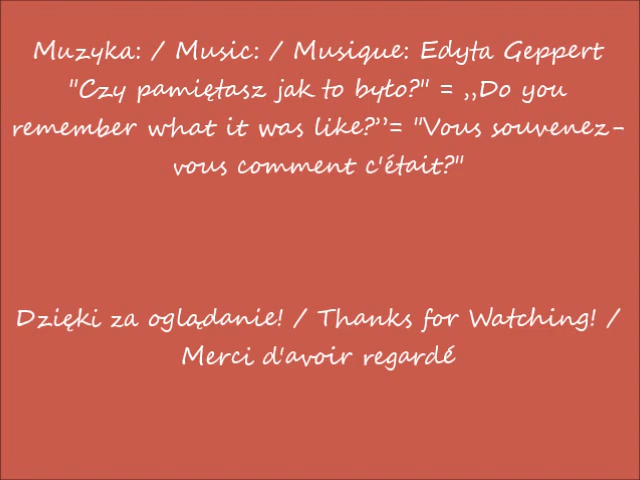 Muzyka: / Music: / Musique: Edyta Geppert
"Czy pamiętasz jak to było?" = „Do you
remember what it was like?”= "Vous souvenez-
vous comment c'était?"
Dzięki za oglądanie! / Thanks for Watching! /
Merci d'avoir regardé